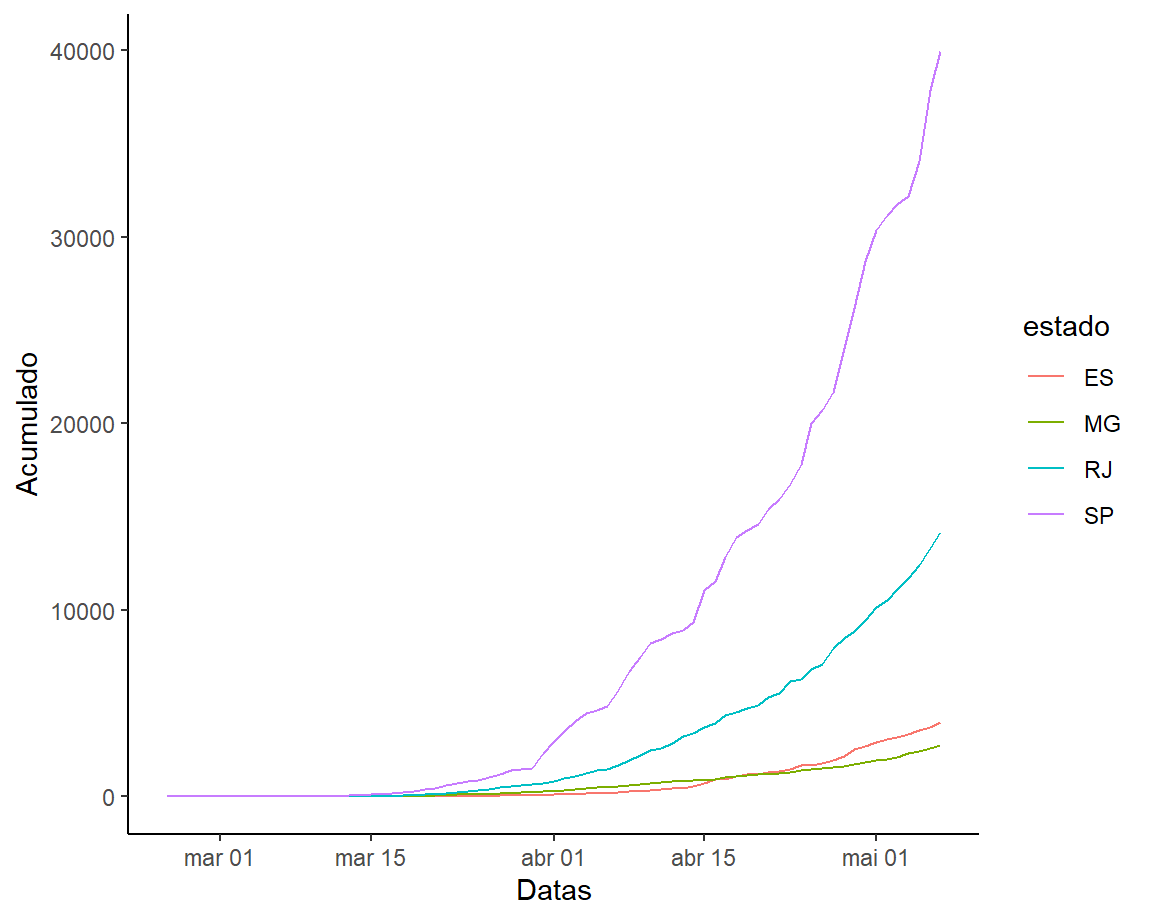 40000
30000
20000
10000
0
Acumulado
mar 01
mar 15
abr 01
abr 15
mai 01
Datas
estado
ES
MG
RJ
SP